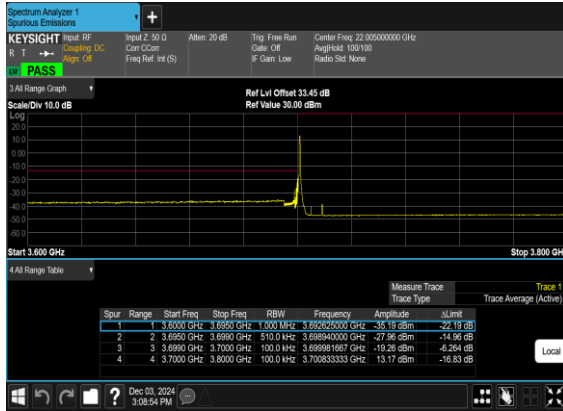 Spectrum Analyzer 1
Spurious Emissions
+
KEYSIGHT Input: RF Input Z: 50 Ω Atten: 20 dB Trig: Free Run Center Freq: 22.005000000 GHz
R T Coupling: DC Corr CCorr Gate: Off Avg|Hold: 100/100
Align: Off Freq Ref: Int (S) IF Gain: Low Radio Std: None
PASS
3 All Range Graph
Ref Lvl Offset 33.45 dB
Scale/Div 10.0 dB Ref Value 30.00 dBm
Log
20.0
10.0
0.00
-10.0
-20.0
-30.0
-40.0
-50.0
-60.0
Start 3.600 GHz Stop 3.800 GH
4 All Range Table
Measure Trace Trace 1
Trace Type Trace Average (Active)
Spur Range Start Freq Stop Freq RBW Frequency Amplitude ΔLimit
1 1 3.6000 GHz 3.6950 GHz 1.000 MHz 3.692625000 GHz -35.19 dBm -22.19 dB
2 2 3.6950 GHz 3.6990 GHz 510.0 kHz 3.698940000 GHz -27.96 dBm -14.96 dB
3 3 3.6990 GHz 3.7000 GHz 100.0 kHz 3.699981667 GHz -19.26 dBm -6.264 dB
4 4 3.7000 GHz 3.8000 GHz 100.0 kHz 3.700833333 GHz 13.17 dBm -16.83 dB
Local
?
Dec 03, 2024
3:08:54 PM